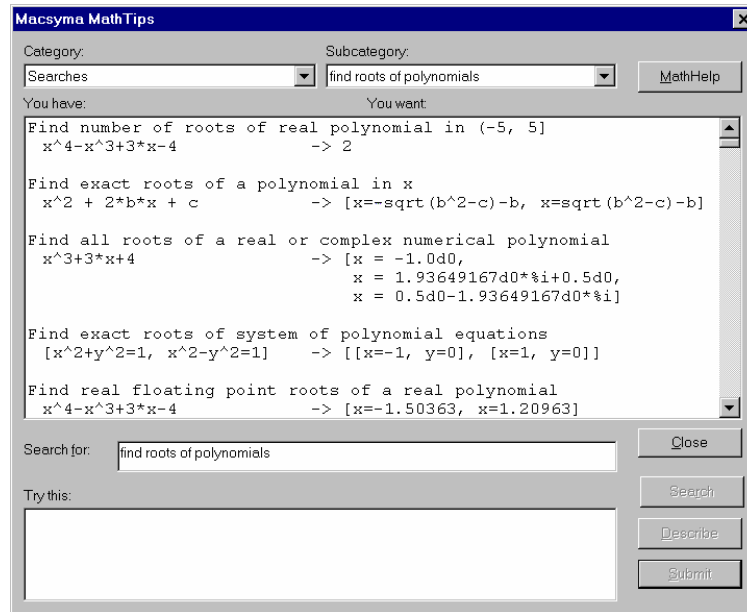 Macsyma MathTips
Category:
Subcategory:
Searches
find roots of polynomials
MathHelp
You have:
You want:
Find number of roots of real polynomial in (-5, 5]
x^4-x^3+3*x-4 -> 2
Find exact roots of a polynomial in x
x^2 + 2*b*x + c -> [x=-sqrt(b^2-c)-b, x=sqrt(b^2-c)-b]
Find all roots of a real or complex numerical polynomial
x^3+3*x+4 -> [x = -1.0d0,
x = 1.93649167d0*%i+0.5d0,
x = 0.5d0-1.93649167d0*%i]
Find exact roots of system of polynomial equations
[x^2+y^2=1, x^2-y^2=1] -> [[x=-1, y=0], [x=1, y=0]]
Find real floating point roots of a real polynomial
x^4-x^3+3*x-4 -> [x=-1.50363, x=1.20963]
Search for:
find roots of polynomials
Close
Try this:
Search
Describe
Submit